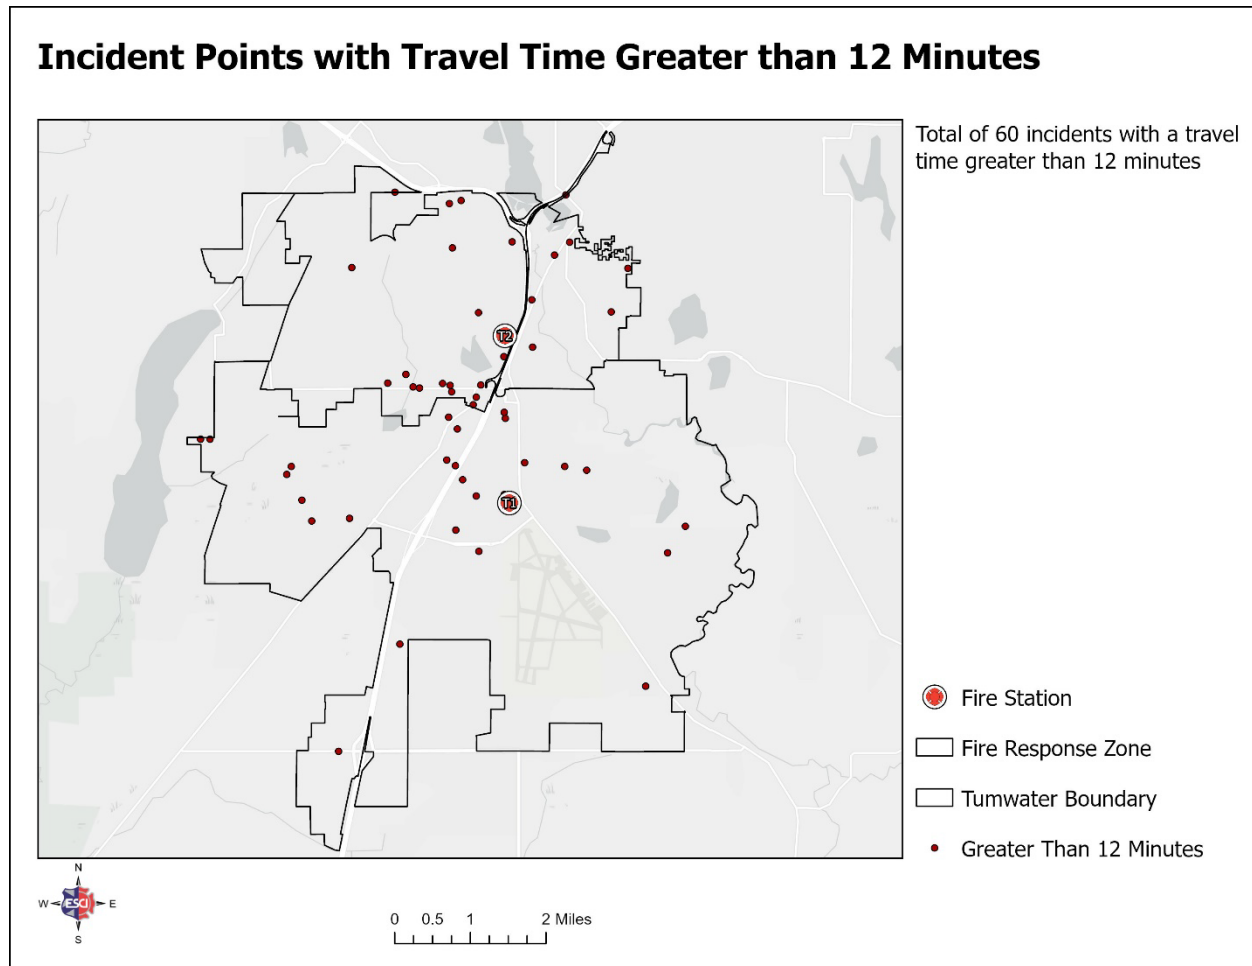 Incident Points with Travel Time Greater than 12 Minutes
Total of 60 incidents with a travel
time greater than 12 minutes
T2
T1
Fire Station
Fire Response Zone
Tumwater Boundary
Greater Than 12 Minutes
N
W ESCI E
S
0 0.5 1 2 Miles